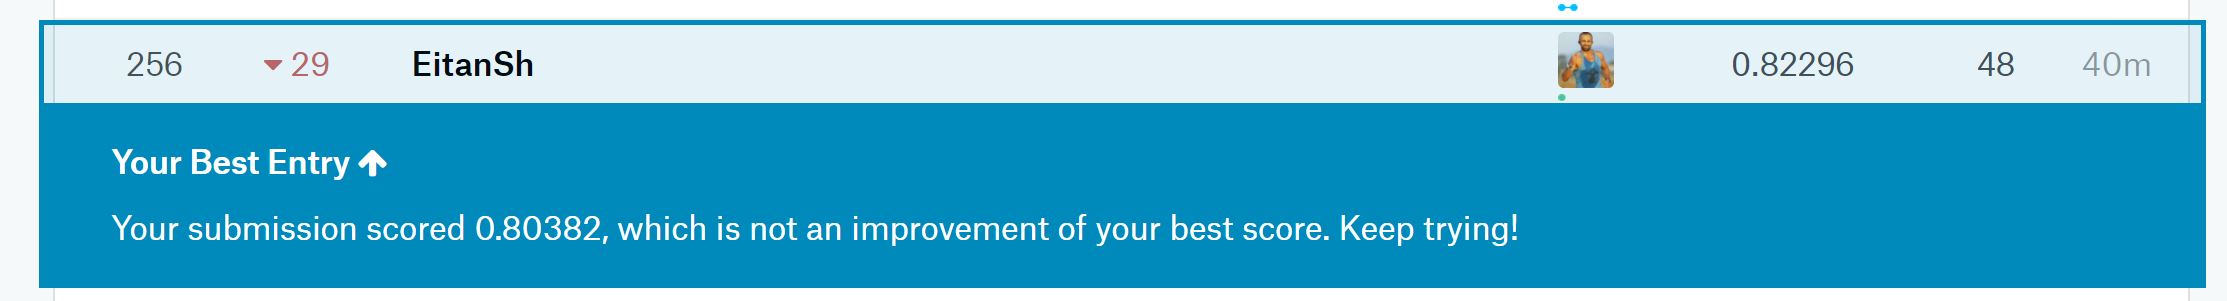 256 29 EitanSh 0.82296 48 40m
Your Best Entry
Your submission scored 0.80382, which is not an improvement of your best score. Keep trying!